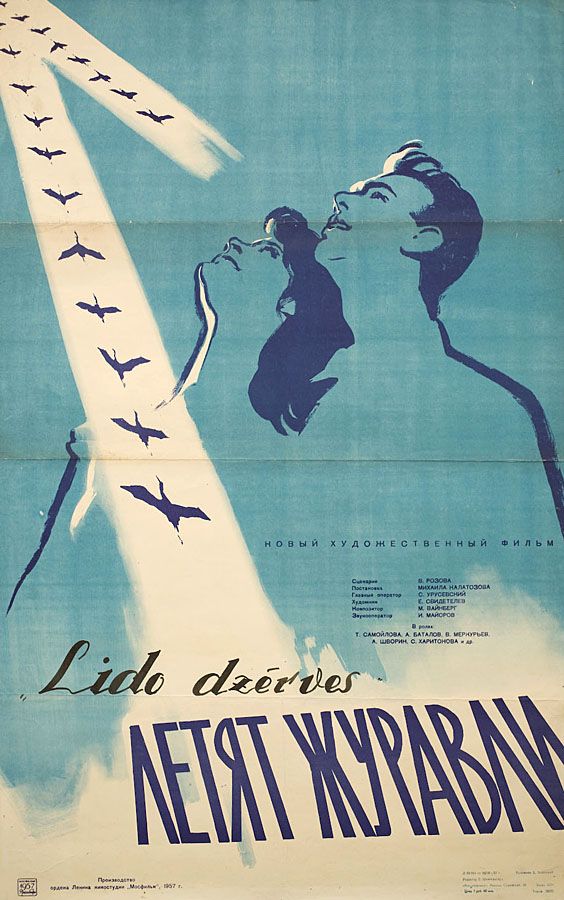 НОВЫЙ ХУДОЖЕСТВЕННЫЙ ФИЛЬМ
Сценарий В. РОЗОВА
Постановка МИХАИЛА КАЛАТОЗОВА
Главный оператор С. УРУСЕВСКИЙ
Художник Е. СВИДЕТЕЛЕВ
Композитор М. ВАЙНБЕРГ
Звукооператор И. МАЙОРОВ
В ролях
Т. САМОЙЛОВА, А. БАТАЛОВ, В. МЕРКУРЬЕВ,
А. ШВОРИН, С. ХАРИТОНОВА и др.
„Lido dzērves”
ЛЕТЯТ ЖУРАВЛИ
Производство
ордена Ленина киностудии „Мосфильм”, 1957 г.
1957